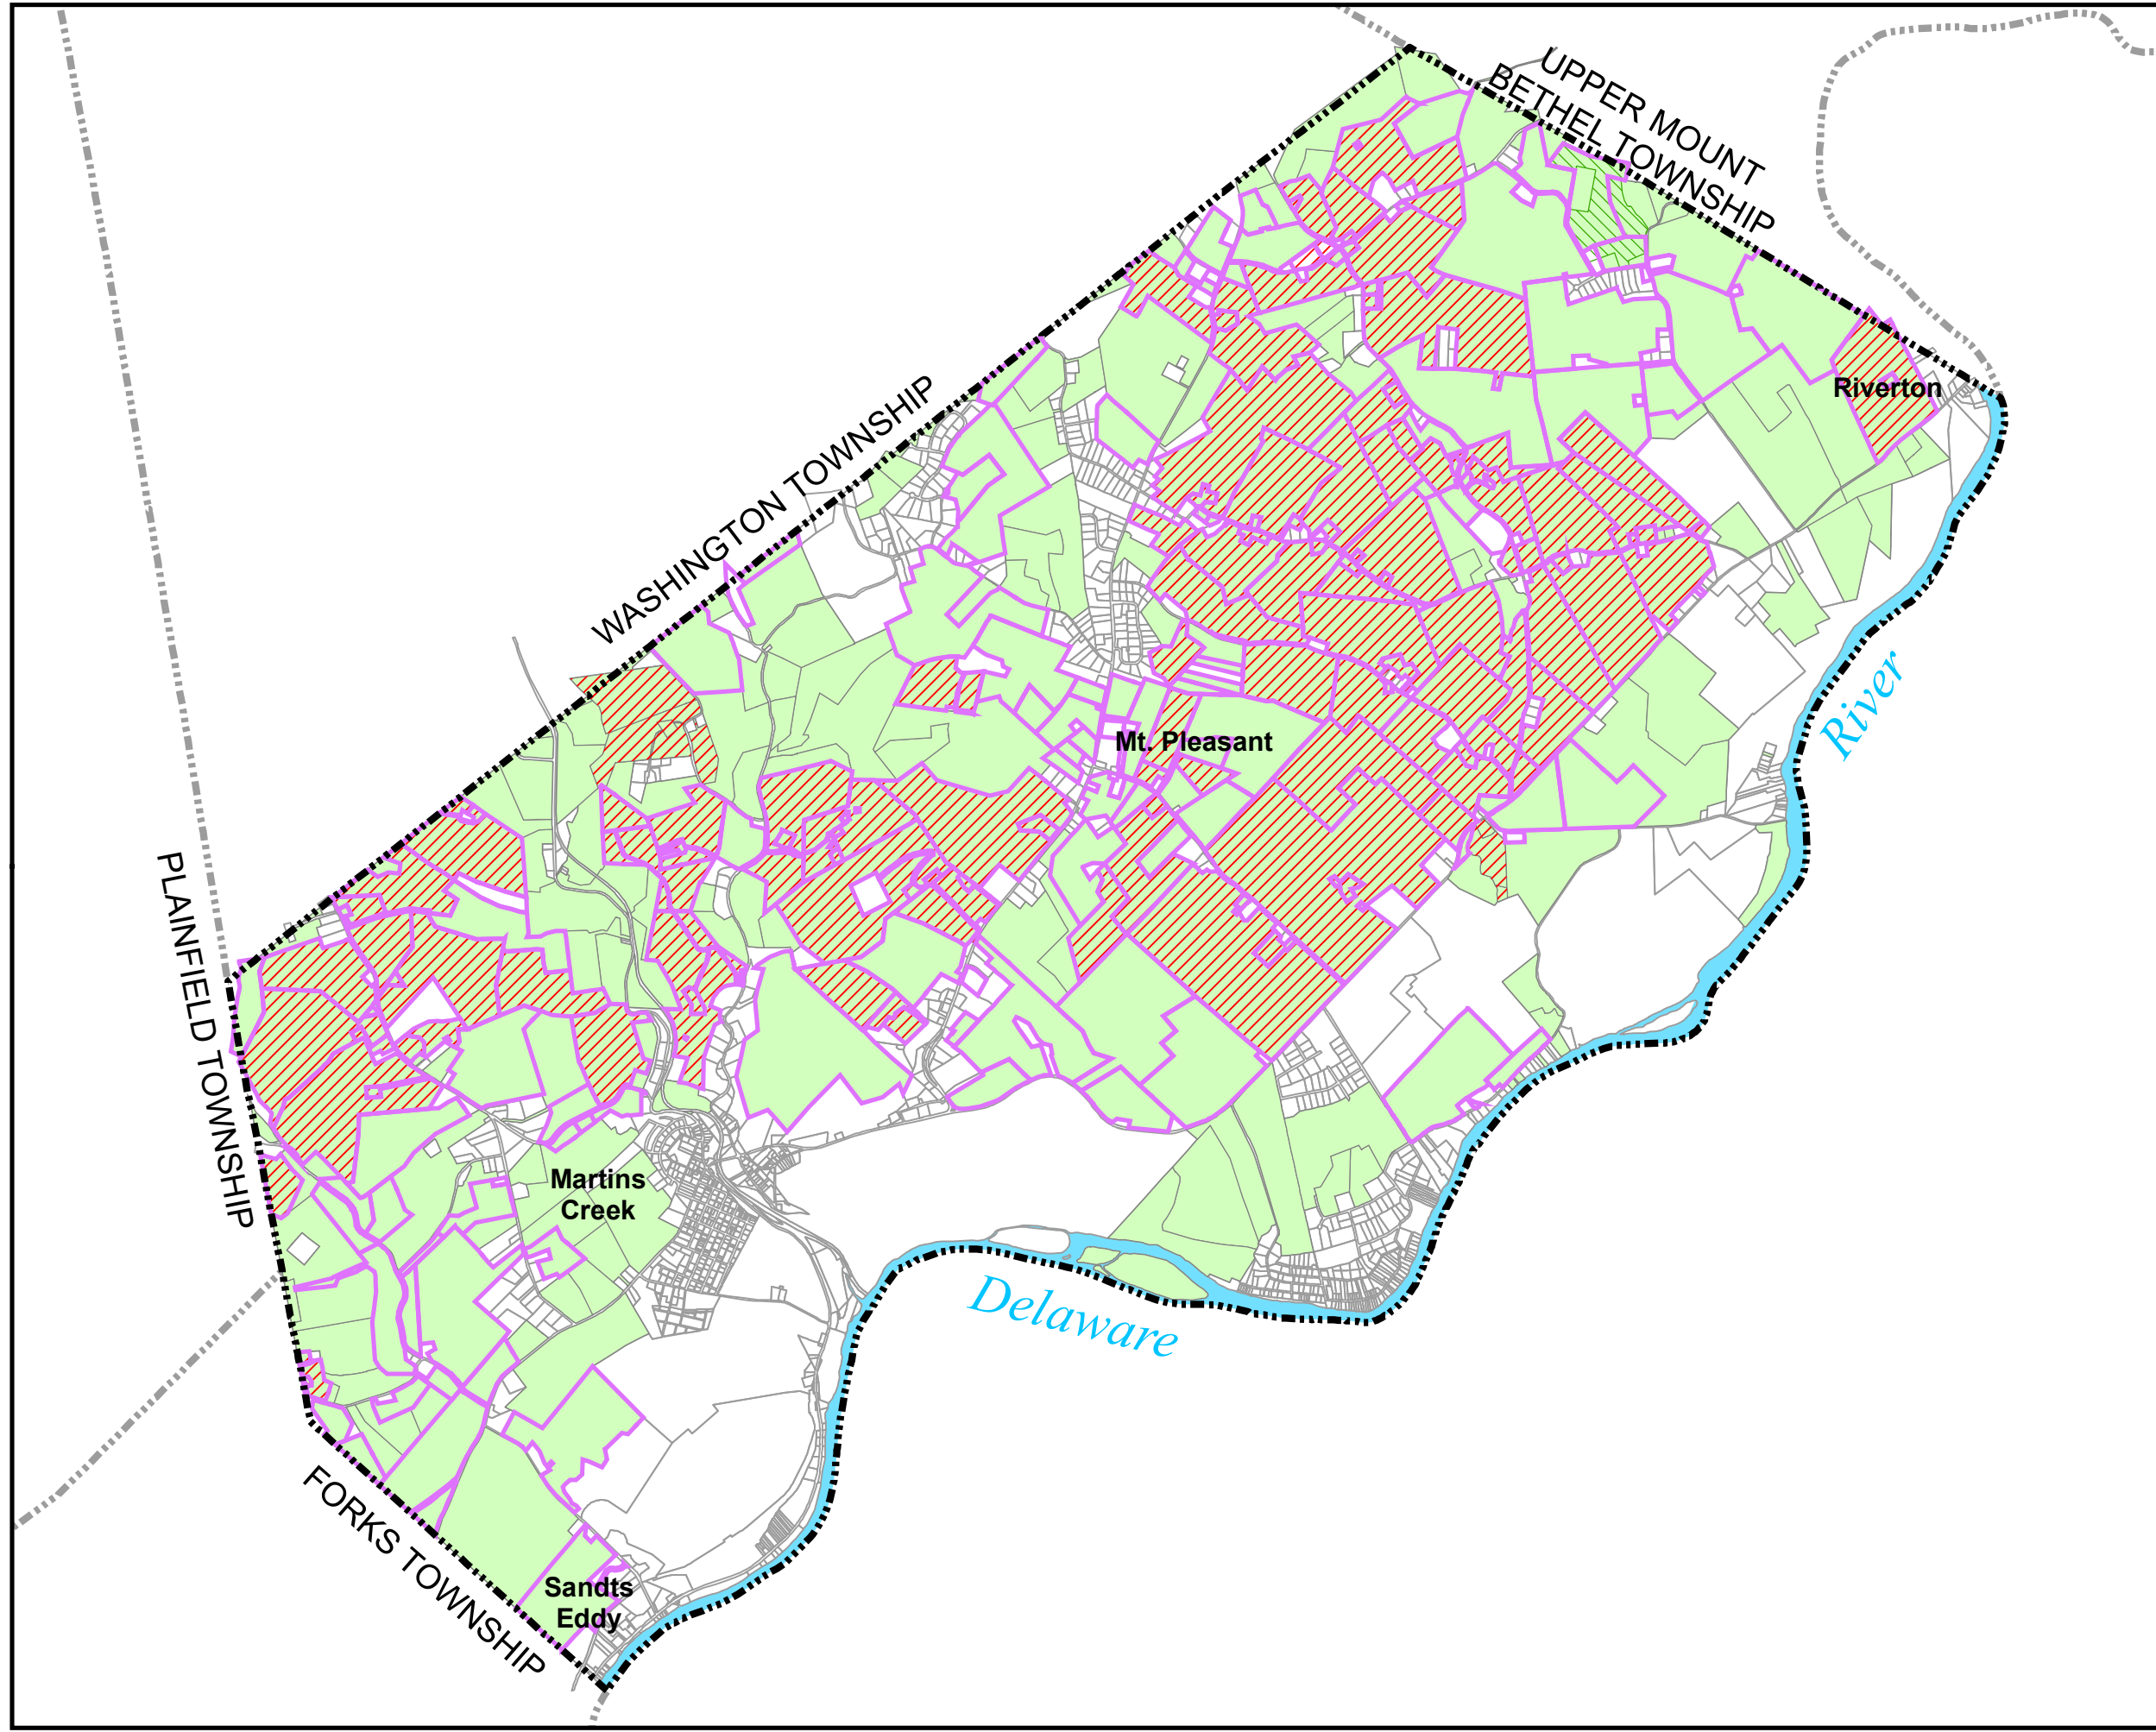 UPPER MOUNT
BETHEL TOWNSHIP
Riverton
WASHINGTON TOWNSHIP
River
Mt. Pleasant
PLAINFIELD TOWNSHIP
Martins
Creek
Delaware
FORKS TOWNSHIP
Sandts
Eddy